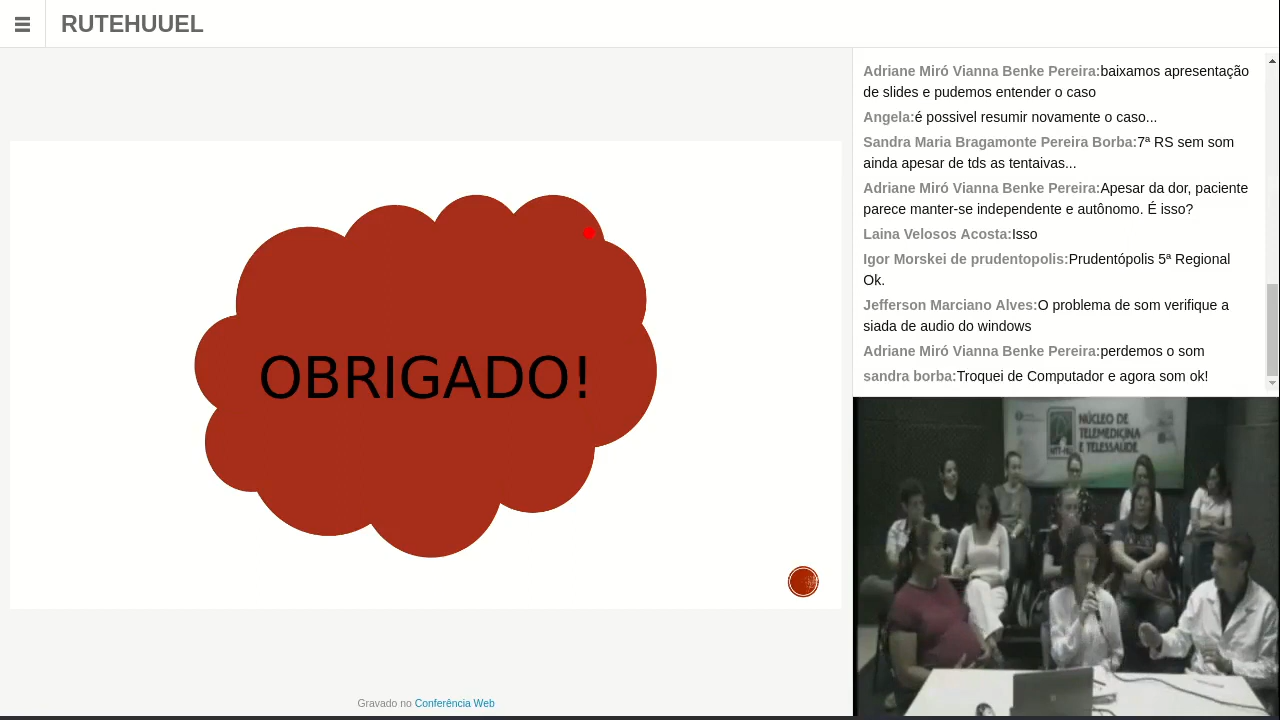 RUTEHUUEL
OBRIGADO!
Gravado no Conferência Web
Adriane Miró Vianna Benke Pereira:baixamos apresentação
de slides e pudemos entender o caso
Angela:é possivel resumir novamente o caso...
Sandra Maria Bragamonte Pereira Borba:7ª RS sem som
ainda apesar de tds as tentaivas...
Adriane Miró Vianna Benke Pereira:Apesar da dor, paciente
parece manter-se independente e autônomo. É isso?
Laina Velosos Acosta:Isso
Igor Morskei de prudentopolis:Prudentópolis 5ª Regional
Ok.
Jefferson Marciano Alves:O problema de som verifique a
siada de audio do windows
Adriane Miró Vianna Benke Pereira:perdemos o som
sandra borba:Troquei de Computador e agora som ok!
NÚCLEO DE
TELEMEDICINA
E TELESSAÚDE